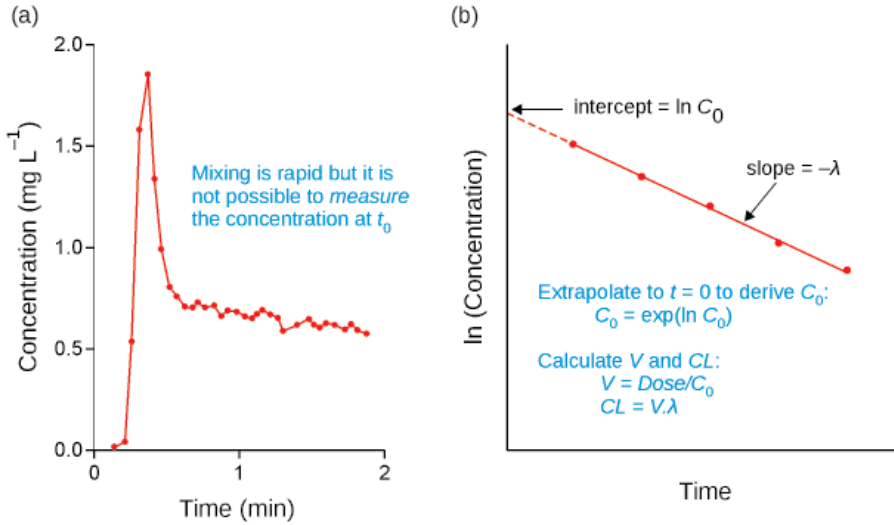 (a)
2.0
1.5
1.0
0.5
0.0
Concentration (mg L⁻¹)
Mixing is rapid but it is
not possible to measure
the concentration at t₀
0
1
2
Time (min)
(b)
ln (Concentration)
intercept = ln C₀
slope = –λ
Extrapolate to t = 0 to derive C₀:
C₀ = exp(ln C₀)
Calculate V and CL:
V = Dose/C₀
CL = V.λ
Time